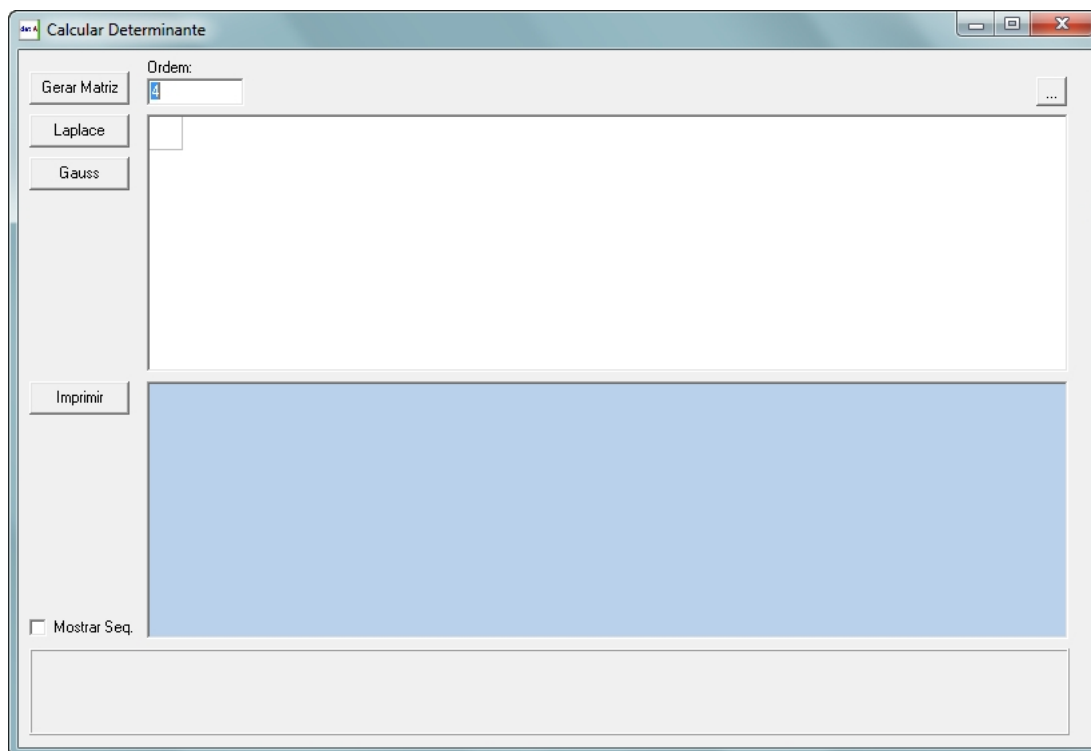 Calcular Determinante
Ordem:
Gerar Matriz
4
...
Laplace
Gauss
Imprimir
Mostrar Seq.